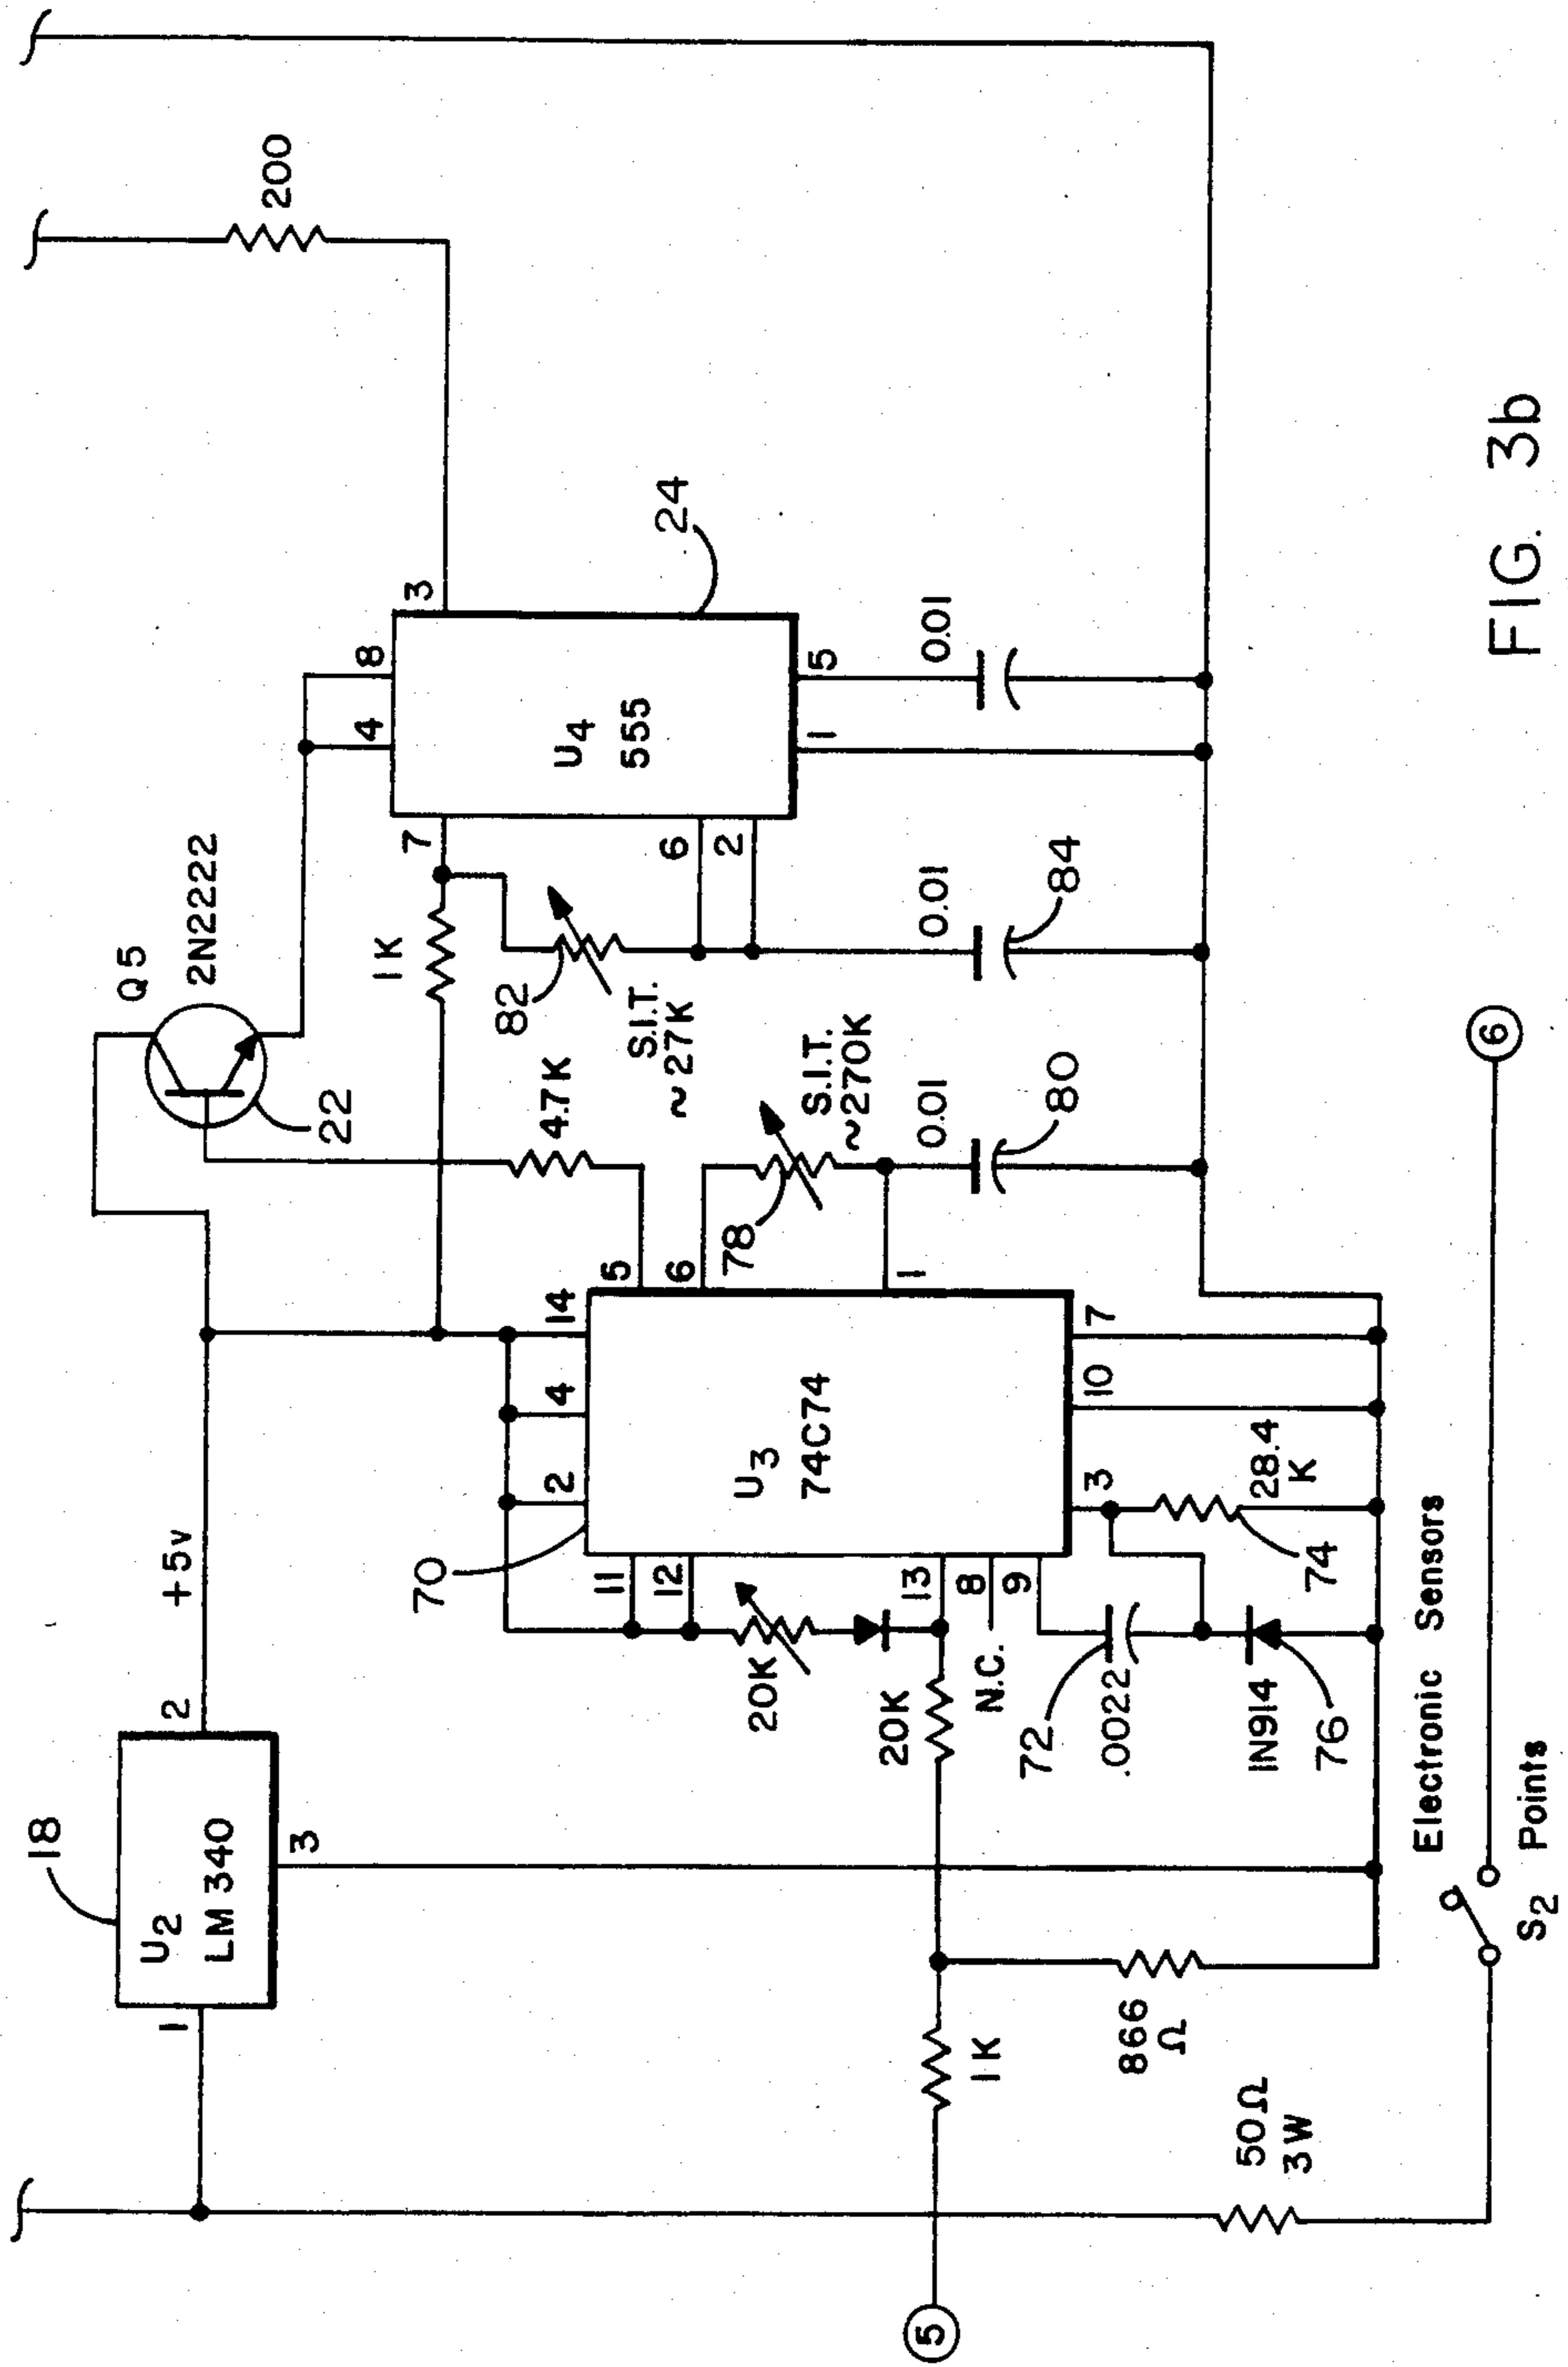 200
Q5
2N2222
22
+5v
18
U2
LM 340
1
2
3
4.7K
1K
7
4
8
3
U4
555
24
6
2
1
5
82
S.I.T.
~27K
0.01
84
0.01
70
2
4
14
5
6
1
U3
74C74
11
12
13
8
9
3
10
7
78
S.I.T.
~270K
0.01
80
20K
20K
N.C.
72
.0022
1N914
76
28.4
K
74
5
1K
866
Ω
50Ω
3W
Electronic Sensors
S2 Points
6
FIG. 3b